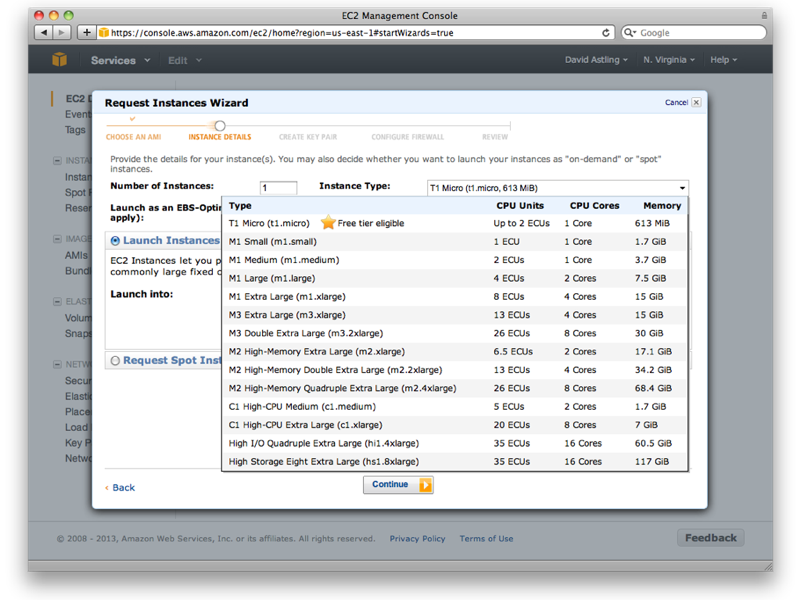 EC2 Management Console
https://console.aws.amazon.com/ec2/home?region=us-east-1#startWizards=true
Google
Services Edit David Astling N. Virginia Help
EC2 D
Event
Tags
INSTA
Instan
Spot R
Reser
IMAGE
AMIs
Bundl
ELAST
Volum
Snaps
NETW
Secur
Elasti
Place
Load
Key P
Netwo
Request Instances Wizard Cancel
CHOOSE AN AMI INSTANCE DETAILS CREATE KEY PAIR CONFIGURE FIREWALL REVIEW
Provide the details for your instance(s). You may also decide whether you want to launch your instances as "on-demand" or "spot"
instances.
Number of Instances: 1 Instance Type: T1 Micro (t1.micro, 613 MiB)
Launch as an EBS-Optin
apply):
Launch Instances
EC2 Instances let you p
commonly large fixed c
Launch into:
Request Spot Inst
Type CPU Units CPU Cores Memory
T1 Micro (t1.micro) Free tier eligible Up to 2 ECUs 1 Core 613 MiB
M1 Small (m1.small) 1 ECU 1 Core 1.7 GiB
M1 Medium (m1.medium) 2 ECUs 1 Core 3.7 GiB
M1 Large (m1.large) 4 ECUs 2 Cores 7.5 GiB
M1 Extra Large (m1.xlarge) 8 ECUs 4 Cores 15 GiB
M3 Extra Large (m3.xlarge) 13 ECUs 4 Cores 15 GiB
M3 Double Extra Large (m3.2xlarge) 26 ECUs 8 Cores 30 GiB
M2 High-Memory Extra Large (m2.xlarge) 6.5 ECUs 2 Cores 17.1 GiB
M2 High-Memory Double Extra Large (m2.2xlarge) 13 ECUs 4 Cores 34.2 GiB
M2 High-Memory Quadruple Extra Large (m2.4xlarge) 26 ECUs 8 Cores 68.4 GiB
C1 High-CPU Medium (c1.medium) 5 ECUs 2 Cores 1.7 GiB
C1 High-CPU Extra Large (c1.xlarge) 20 ECUs 8 Cores 7 GiB
High I/O Quadruple Extra Large (hi1.4xlarge) 35 ECUs 16 Cores 60.5 GiB
High Storage Eight Extra Large (hs1.8xlarge) 35 ECUs 16 Cores 117 GiB
< Back Continue
© 2008 - 2013, Amazon Web Services, Inc. or its affiliates. All rights reserved. Privacy Policy Terms of Use Feedback